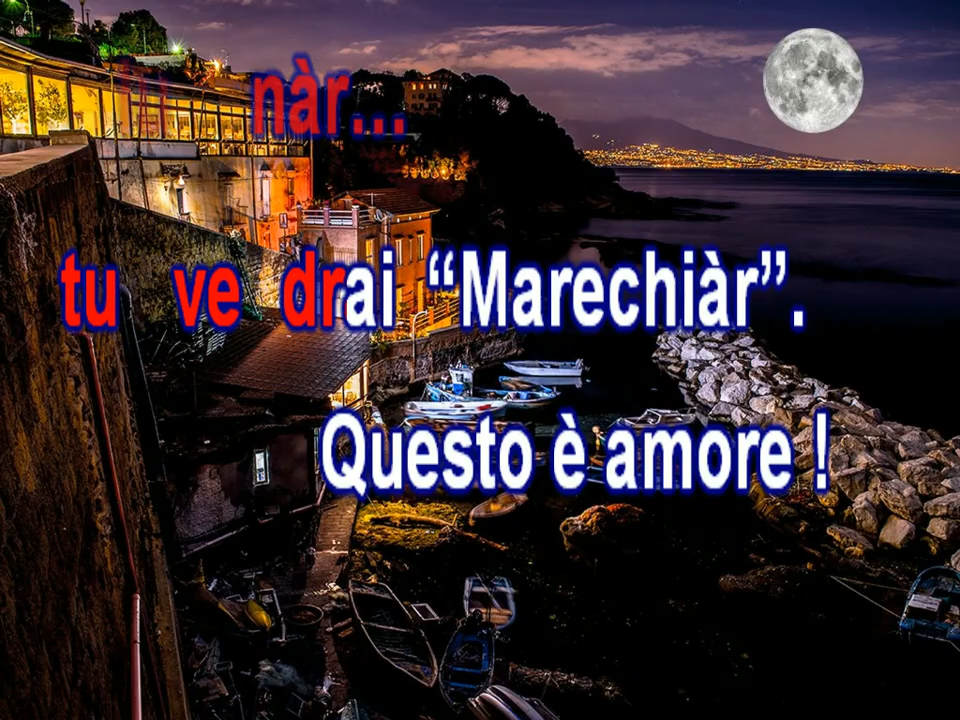 nàr...
tu ve drai “Marechiàr”.
Questo è amore !